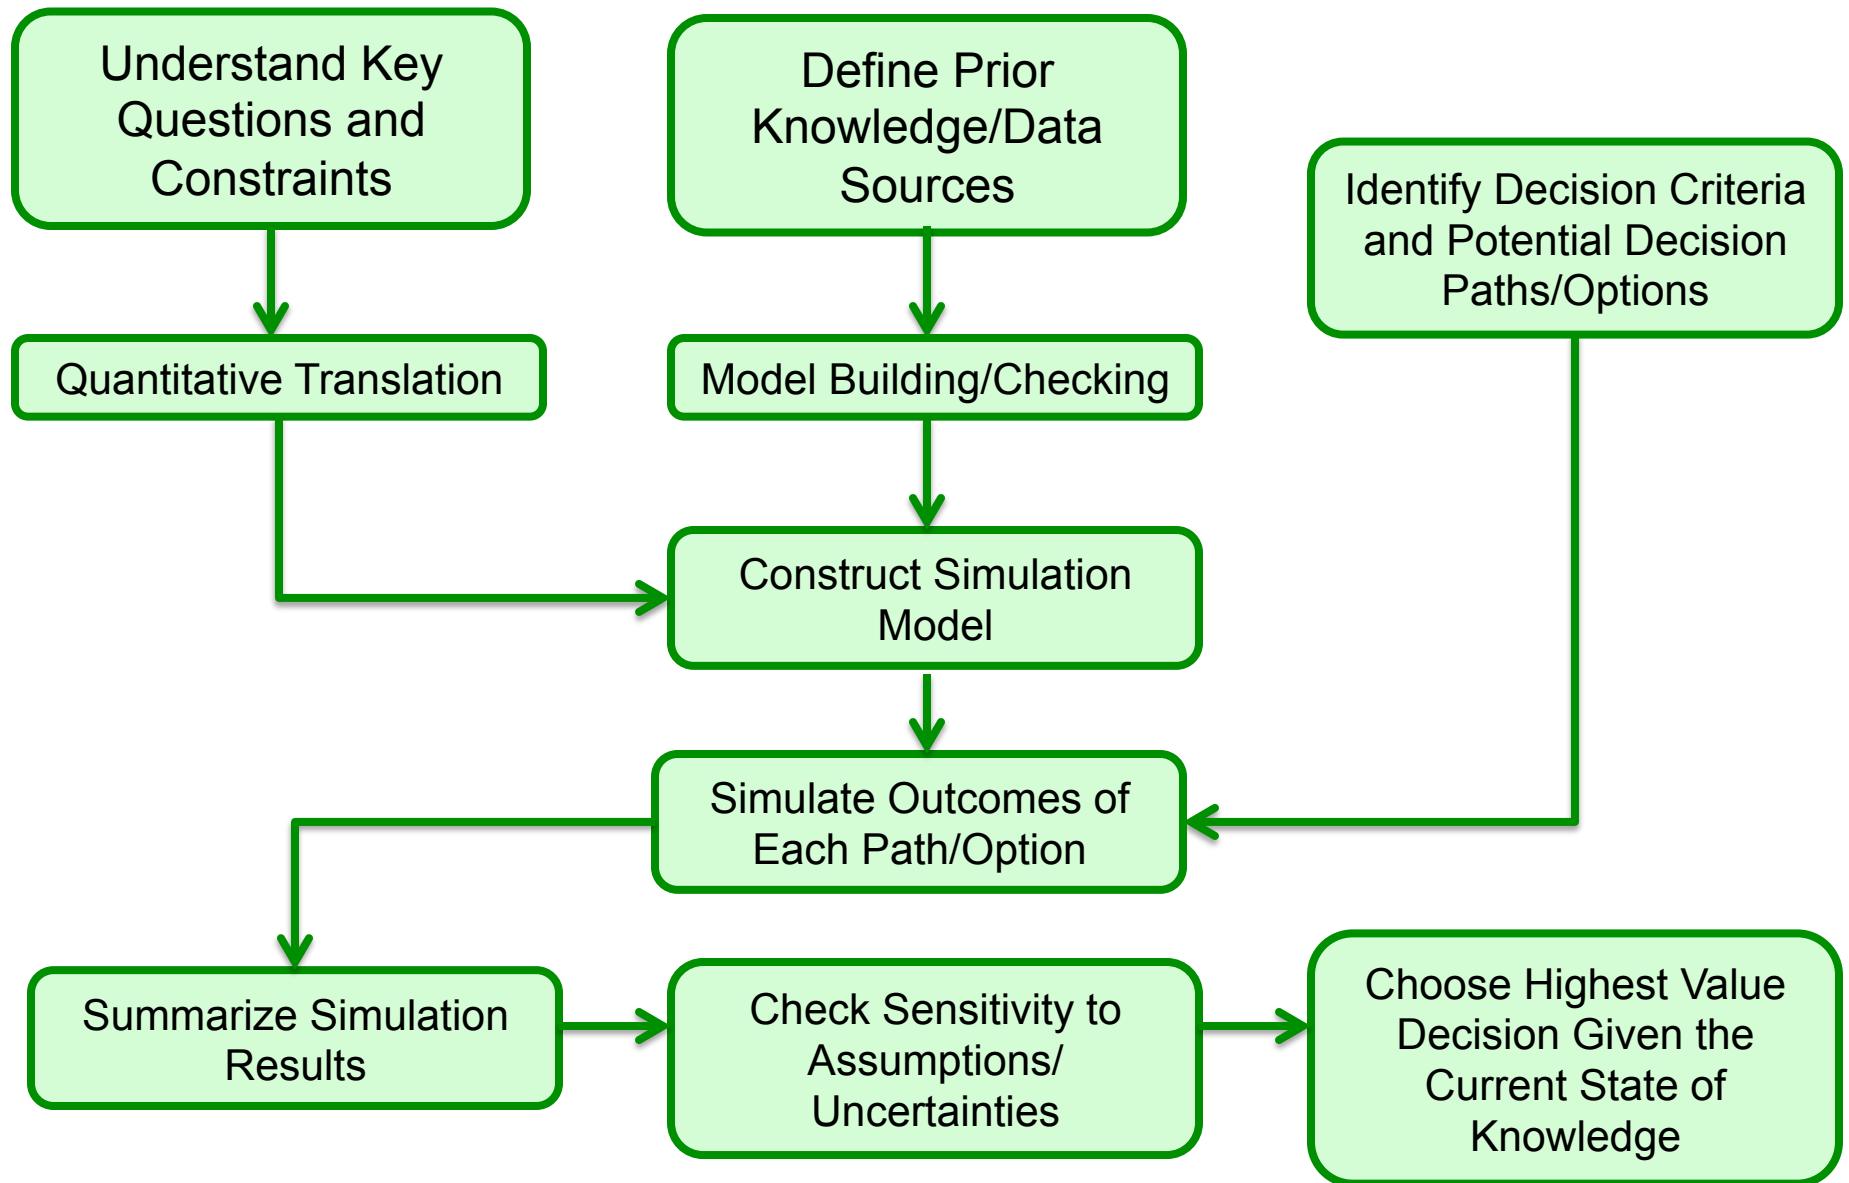 Understand Key
Questions and
Constraints
Define Prior
Knowledge/Data
Sources
Identify Decision Criteria
and Potential Decision
Paths/Options
Quantitative Translation
Model Building/Checking
Construct Simulation
Model
Simulate Outcomes of
Each Path/Option
Summarize Simulation
Results
Check Sensitivity to
Assumptions/
Uncertainties
Choose Highest Value
Decision Given the
Current State of
Knowledge